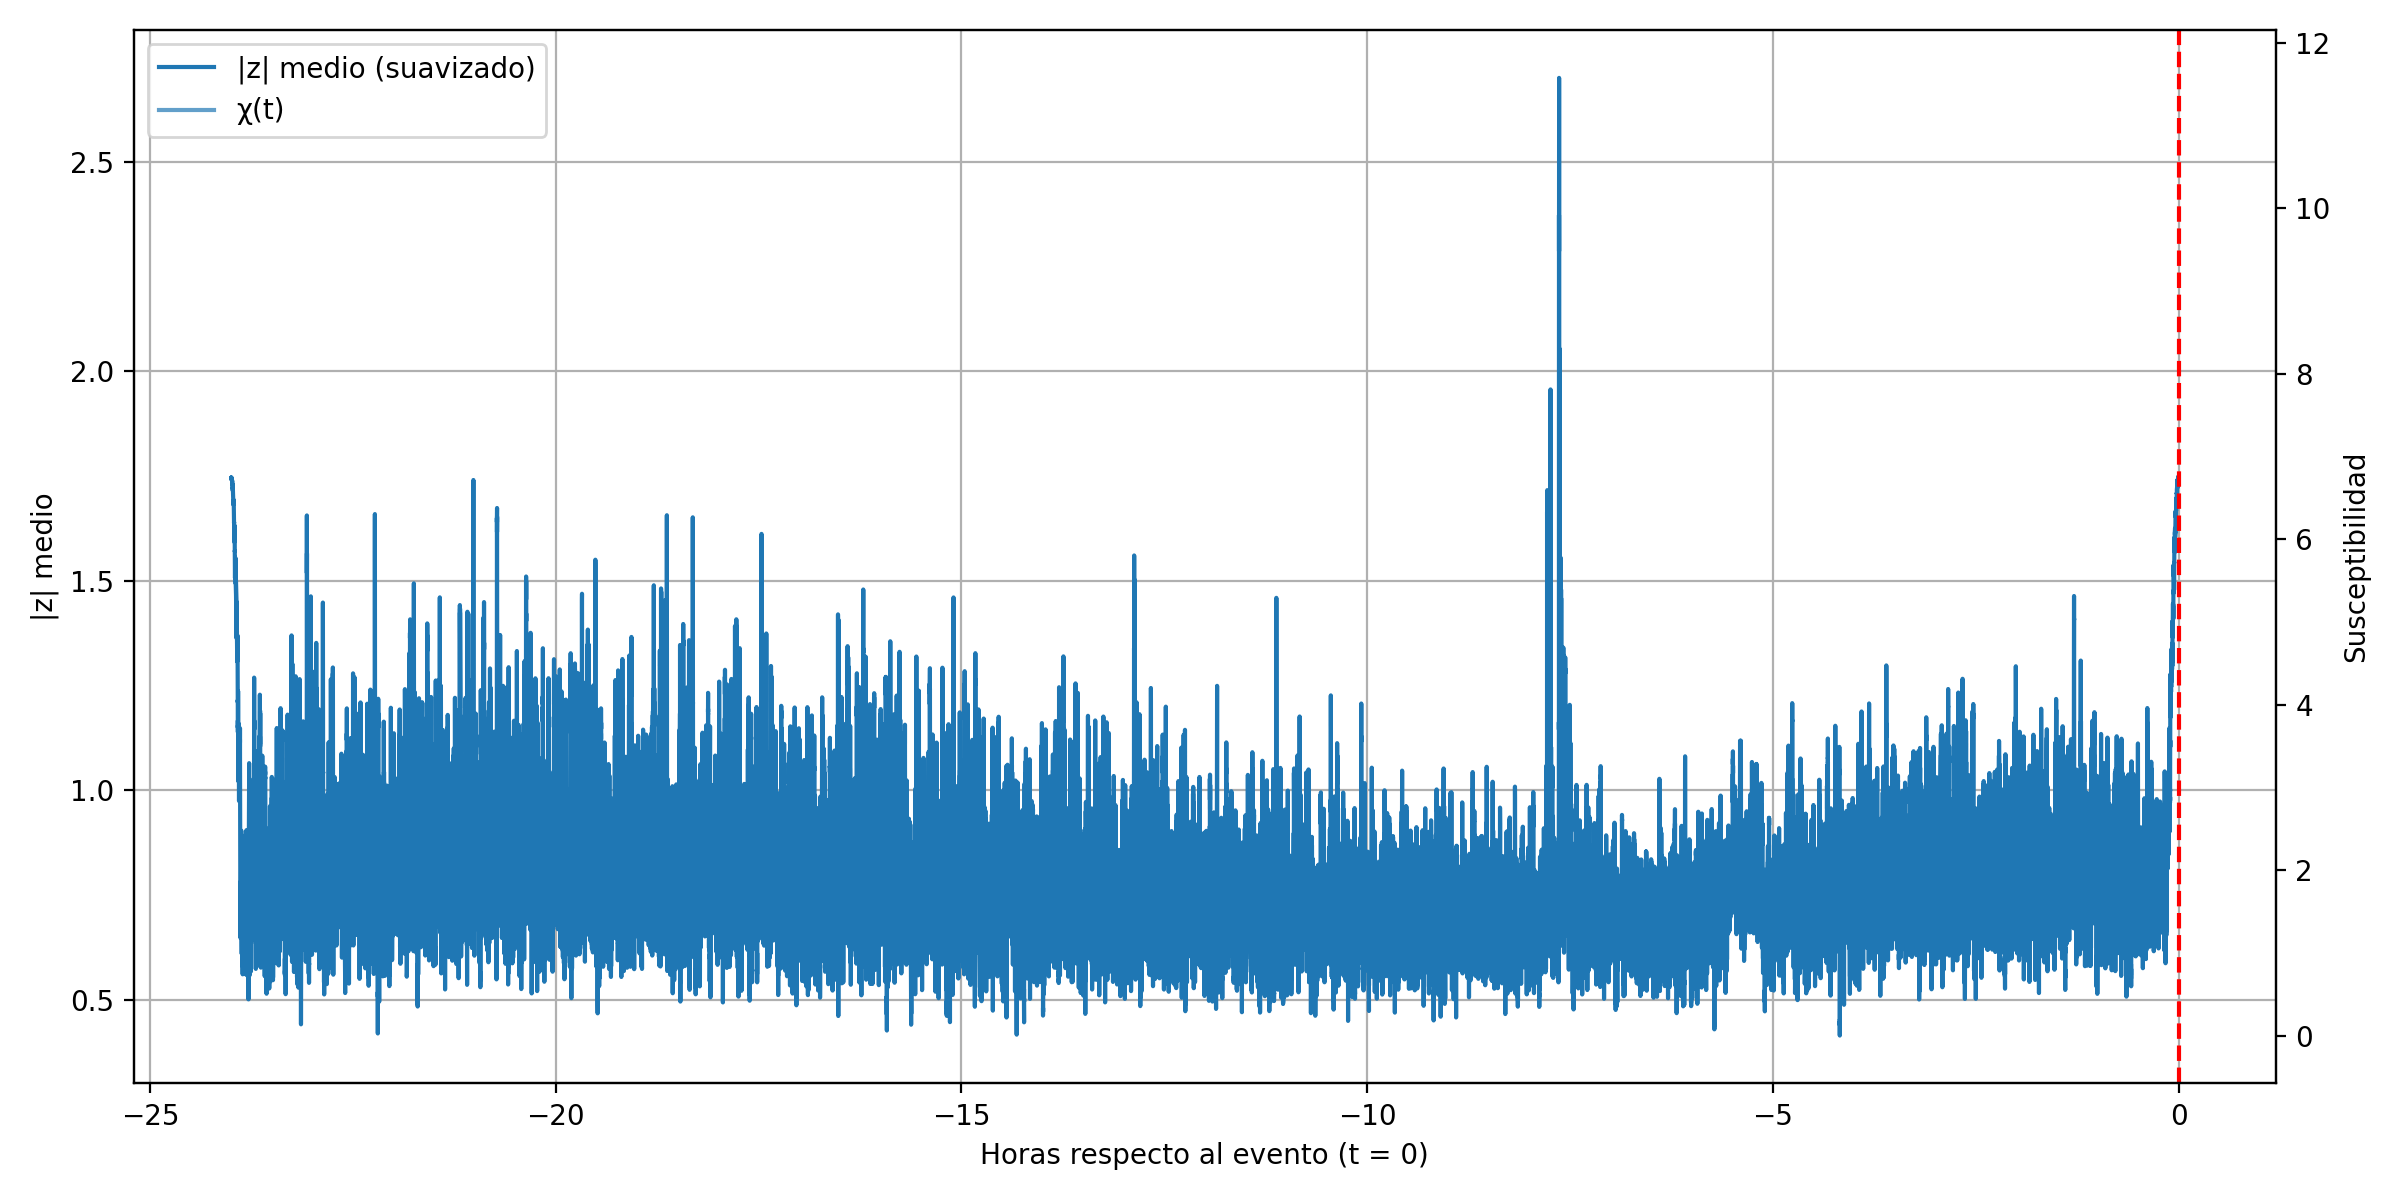 |z| medio (suavizado)
χ(t)
2.5
2.0
1.5
1.0
0.5
|z| medio
12
10
8
6
4
2
0
Susceptibilidad
−25 −20 −15 −10 −5 0
Horas respecto al evento (t = 0)